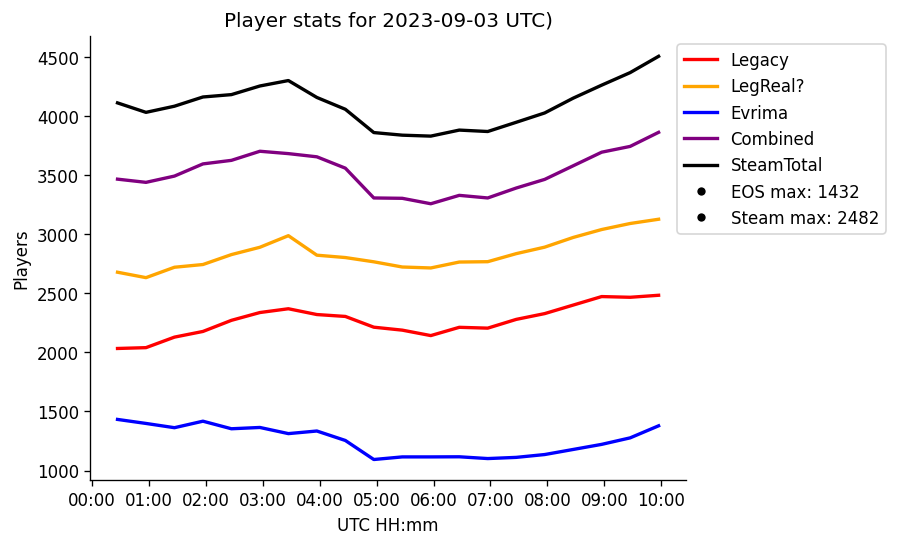 Player stats for 2023-09-03 UTC)
4500
4000
3500
3000
2500
2000
1500
1000
Players
00:00 01:00 02:00 03:00 04:00 05:00 06:00 07:00 08:00 09:00 10:00
UTC HH:mm
Legacy
LegReal?
Evrima
Combined
SteamTotal
EOS max: 1432
Steam max: 2482